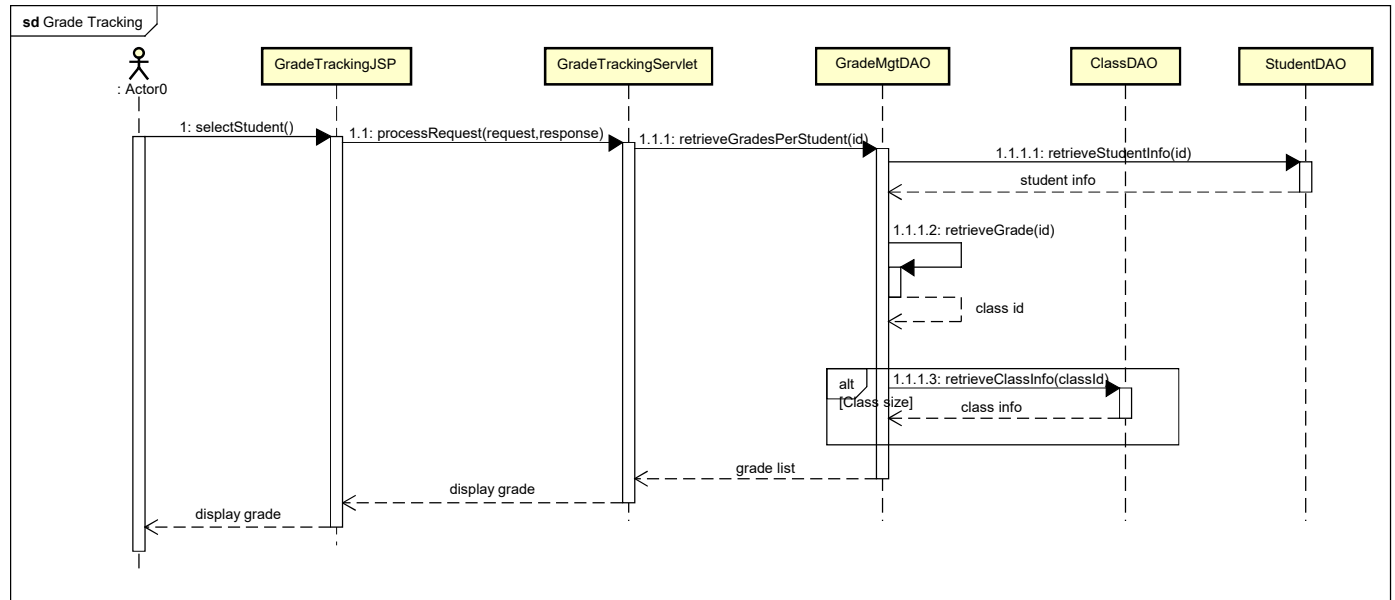 sd Grade Tracking
: Actor0
GradeTrackingJSP
GradeTrackingServlet
GradeMgtDAO
ClassDAO
StudentDAO
1: selectStudent()
1.1: processRequest(request,response)
1.1.1: retrieveGradesPerStudent(id)
1.1.1.1: retrieveStudentInfo(id)
student info
1.1.1.2: retrieveGrade(id)
class id
alt
1.1.1.3: retrieveClassInfo(classId)
[Class size]
class info
grade list
display grade
display grade